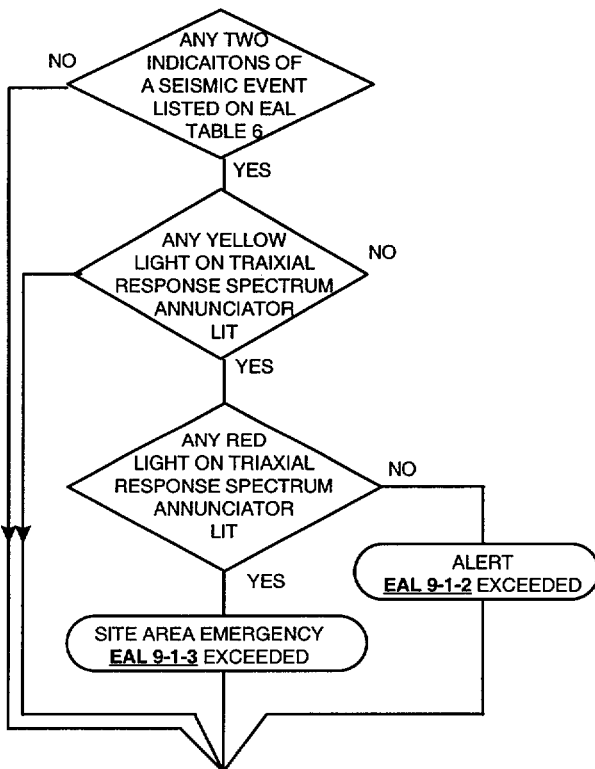 NO
ANY TWO
INDICAITONS OF
A SEISMIC EVENT
LISTED ON EAL
TABLE 6
YES
ANY YELLOW
LIGHT ON TRAIXIAL
RESPONSE SPECTRUM
ANNUNCIATOR
LIT
NO
YES
ANY RED
LIGHT ON TRIAXIAL
RESPONSE SPECTRUM
ANNUNCIATOR
LIT
NO
YES
ALERT
EAL 9-1-2 EXCEEDED
SITE AREA EMERGENCY
EAL 9-1-3 EXCEEDED